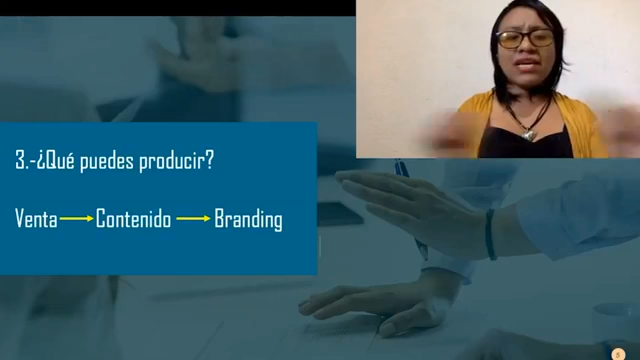 3.-¿Qué puedes producir?
Venta Contenido Branding